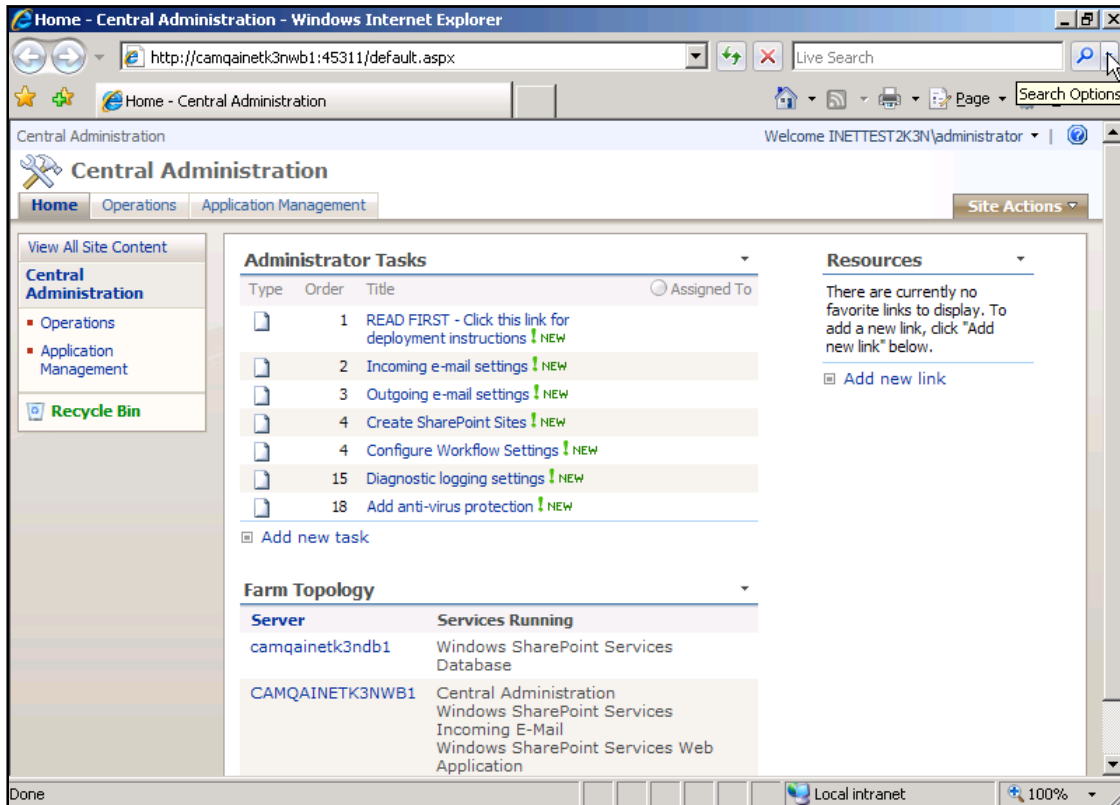 Home - Central Administration - Windows Internet Explorer
http://camqainetk3nwb1:45311/default.aspx
Live Search
Home - Central Administration
Page
Search Options
Central Administration
Welcome INETTEST2K3N\administrator
Central Administration
Home Operations Application Management
Site Actions
View All Site Content
Central
Administration
Operations
Application
Management
Recycle Bin
Administrator Tasks
Type Order Title Assigned To
1 READ FIRST - Click this link for
deployment instructions ! NEW
2 Incoming e-mail settings ! NEW
3 Outgoing e-mail settings ! NEW
4 Create SharePoint Sites ! NEW
4 Configure Workflow Settings ! NEW
15 Diagnostic logging settings ! NEW
18 Add anti-virus protection ! NEW
Add new task
Farm Topology
Server Services Running
camqainetk3ndb1 Windows SharePoint Services
Database
CAMQAINETK3NWB1 Central Administration
Windows SharePoint Services
Incoming E-Mail
Windows SharePoint Services Web
Application
Resources
There are currently no
favorite links to display. To
add a new link, click "Add
new link" below.
Add new link
Done
Local intranet
100%